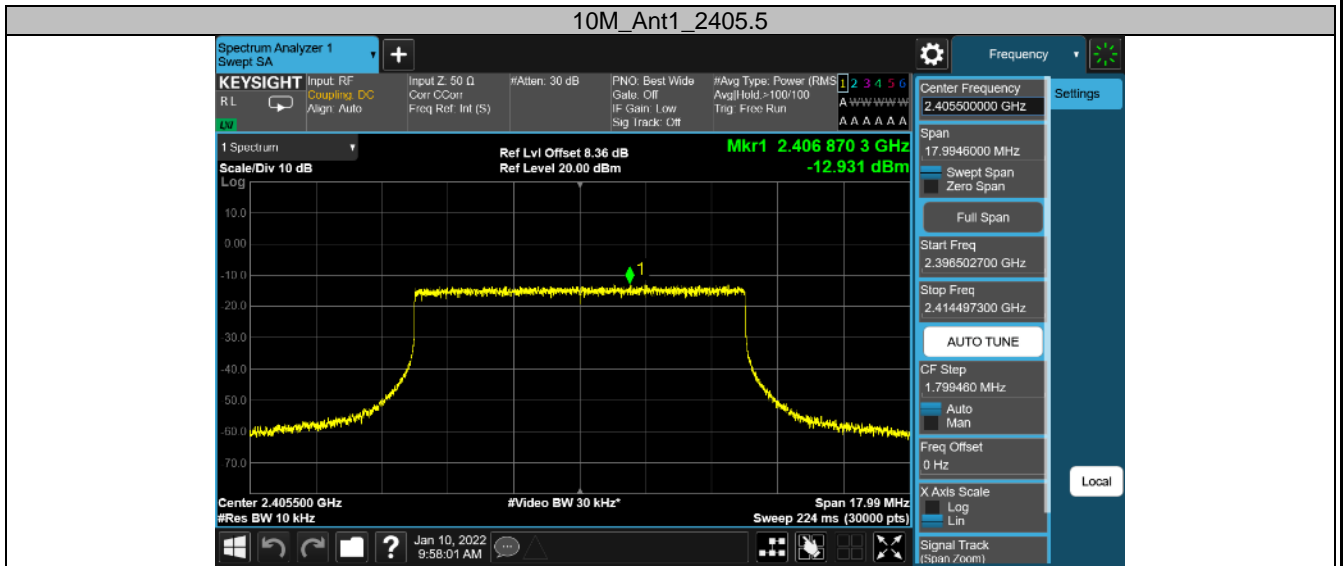 10M_Ant1_2405.5
Spectrum Analyzer 1
Swept SA
+
Frequency
KEYSIGHT
RL
LXI
Input: RF
Coupling: DC
Align: Auto
Input Z: 50 Ω
Corr CCorr
Freq Ref: Int (S)
#Atten: 30 dB
PNO: Best Wide
Gate: Off
IF Gain: Low
Sig Track: Off
#Avg Type: Power (RMS
Avg|Hold:>100/100
Trig: Free Run
1 2 3 4 5 6
A W W W W W
A A A A A A
1 Spectrum
Scale/Div 10 dB
Ref Lvl Offset 8.36 dB
Ref Level 20.00 dBm
Mkr1 2.406 870 3 GHz
-12.931 dBm
Log
10.0
0.00
-10.0
-20.0
-30.0
-40.0
50.0
-60.0
70.0
1
Center 2.405500 GHz
#Res BW 10 kHz
#Video BW 30 kHz*
Span 17.99 MHz
Sweep 224 ms (30000 pts)
?
Jan 10, 2022
9:58:01 AM
Center Frequency
2.405500000 GHz
Span
17.9946000 MHz
Swept Span
Zero Span
Full Span
Start Freq
2.396502700 GHz
Stop Freq
2.414497300 GHz
AUTO TUNE
CF Step
1.799460 MHz
Auto
Man
Freq Offset
0 Hz
X Axis Scale
Log
Lin
Signal Track
(Span Zoom)
Settings
Local